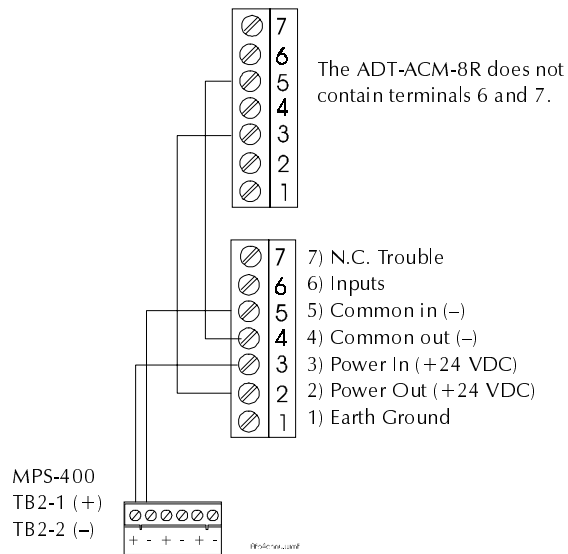 7
6
5
4
3
2
1
The ADT-ACM-8R does not
contain terminals 6 and 7.
7 7) N.C. Trouble
6 6) Inputs
5 5) Common in (–)
4 4) Common out (–)
3 3) Power In (+24 VDC)
2 2) Power Out (+24 VDC)
1 1) Earth Ground
MPS-400
TB2-1 (+)
TB2-2 (–)
+ - + - + -